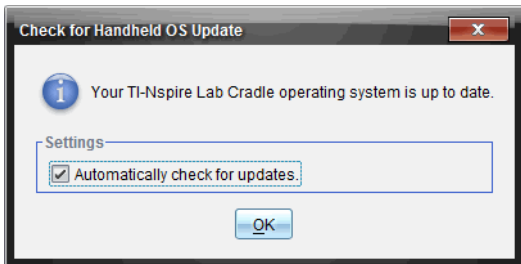 Check for Handheld OS Update
Your TI-Nspire Lab Cradle operating system is up to date.
Settings
Automatically check for updates.
OK